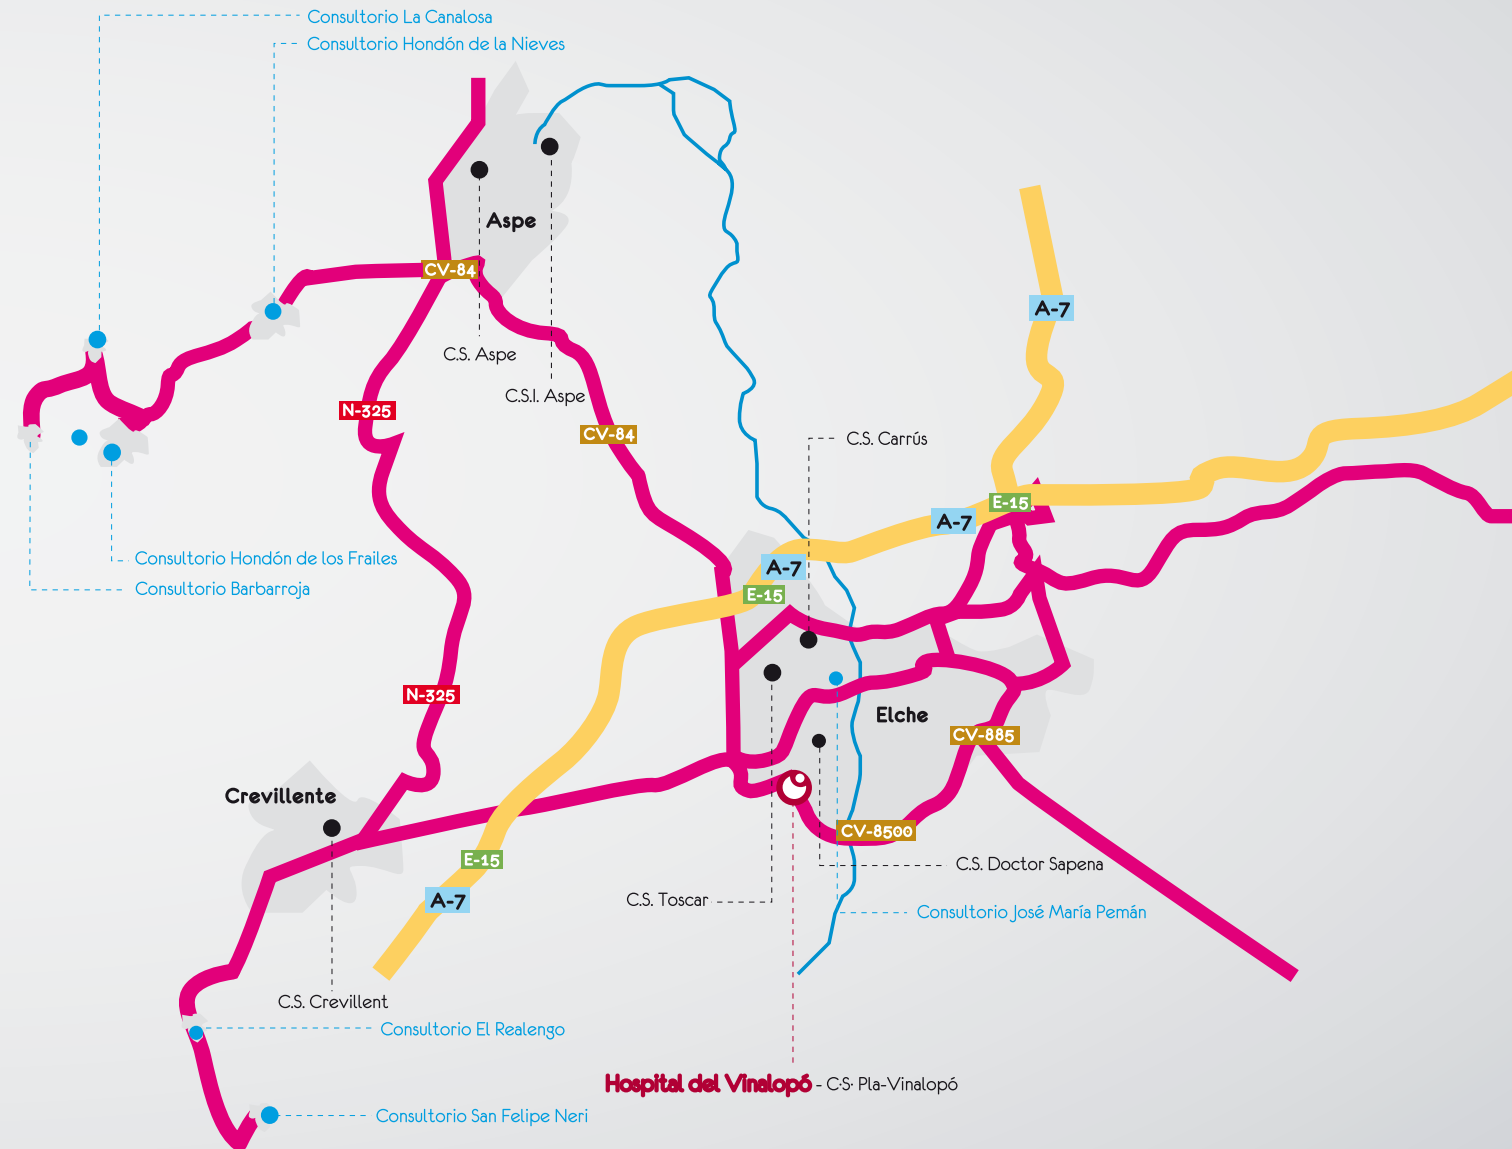 Consultorio La Canalosa
Consultorio Hondón de la Nieves
Aspe
CV-84
A-7
C.S. Aspe
C.S.I. Aspe
N-325
CV-84
C.S. Carrús
E-15
A-7
Consultorio Hondón de los Frailes
A-7
Consultorio Barbarroja
E-15
N-325
Elche
CV-885
Crevillente
CV-8500
E-15
C.S. Doctor Sapena
A-7
C.S. Toscar
Consultorio José María Pemán
C.S. Crevillent
Consultorio El Realengo
Hospital del Vinalopó - C·S· Pla-Vinalopó
Consultorio San Felipe Neri